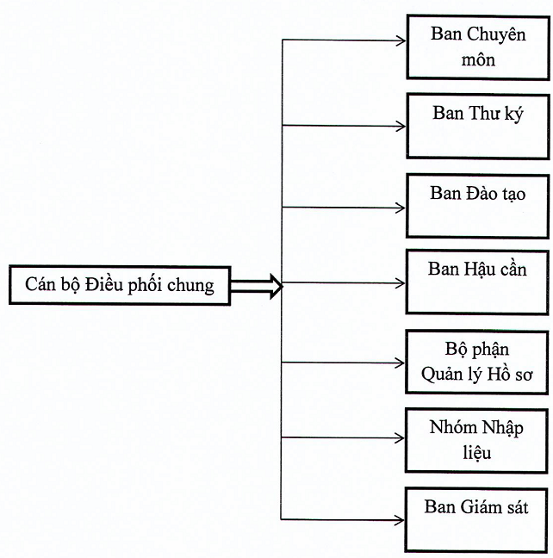 Ban Chuyên
môn
Ban Thư ký
Ban Đào tạo
Cán bộ Điều phối chung
Ban Hậu cần
Bộ phận
Quản lý Hồ sơ
Nhóm Nhập
liệu
Ban Giám sát